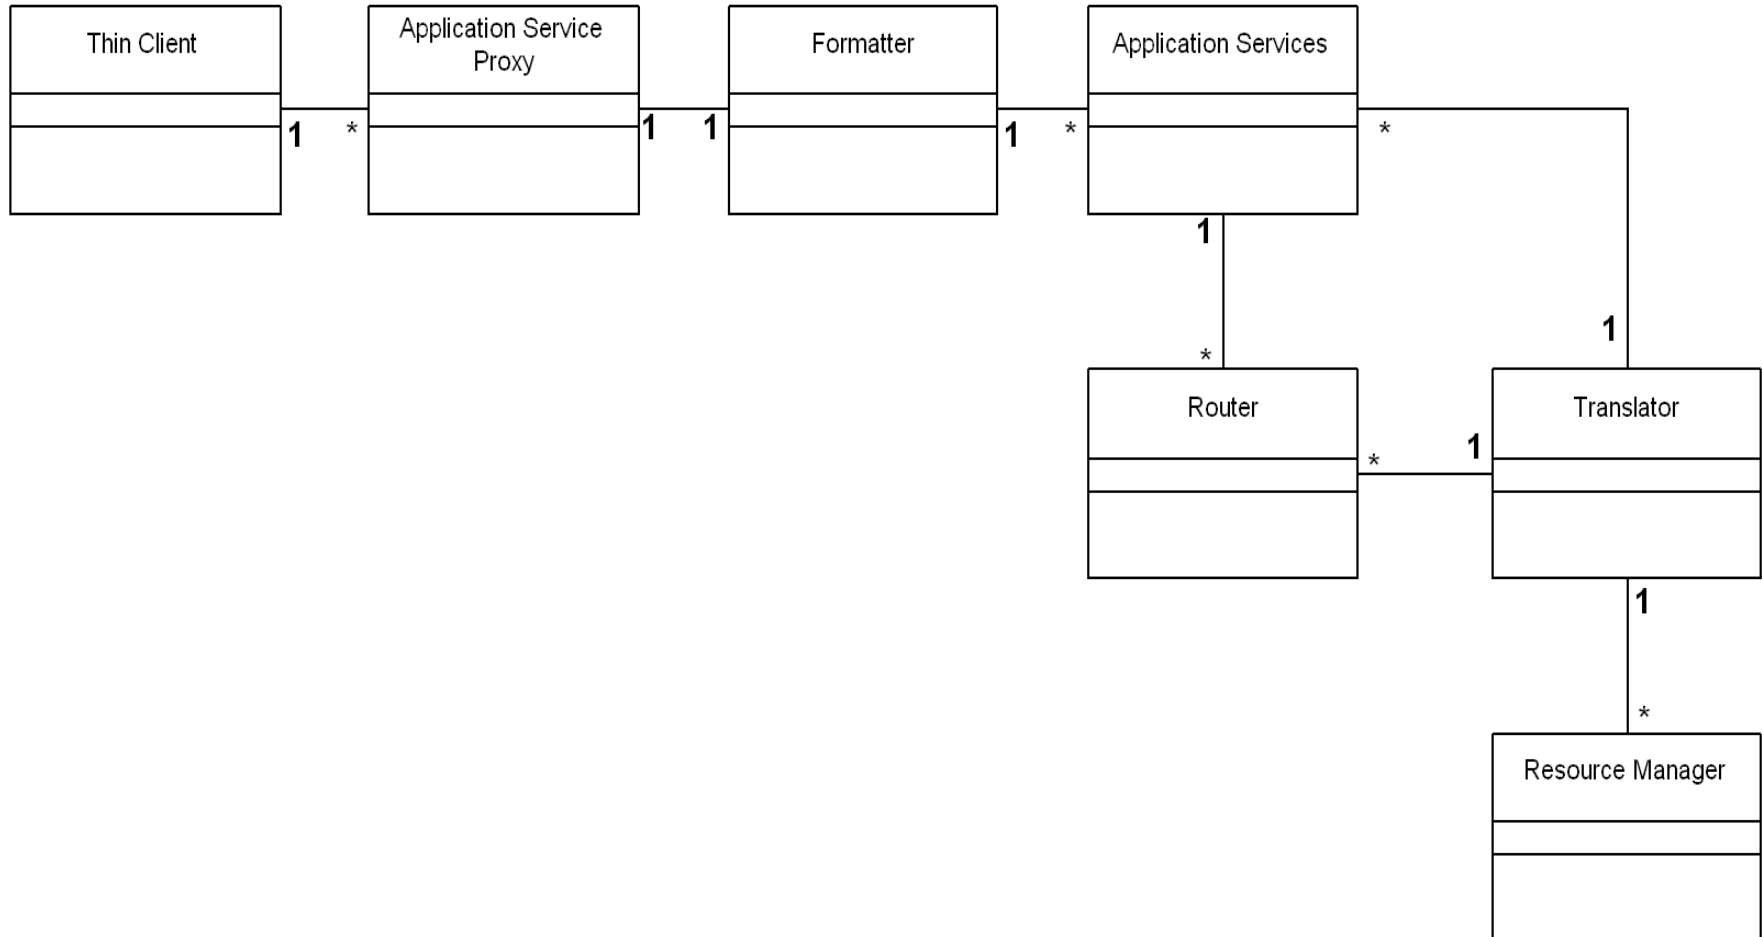 Thin Client
Application Service
Proxy
Formatter
Application Services
1
*
1
1
1
*
*
1
1
*
Router
Translator
*
1
1
*
Resource Manager